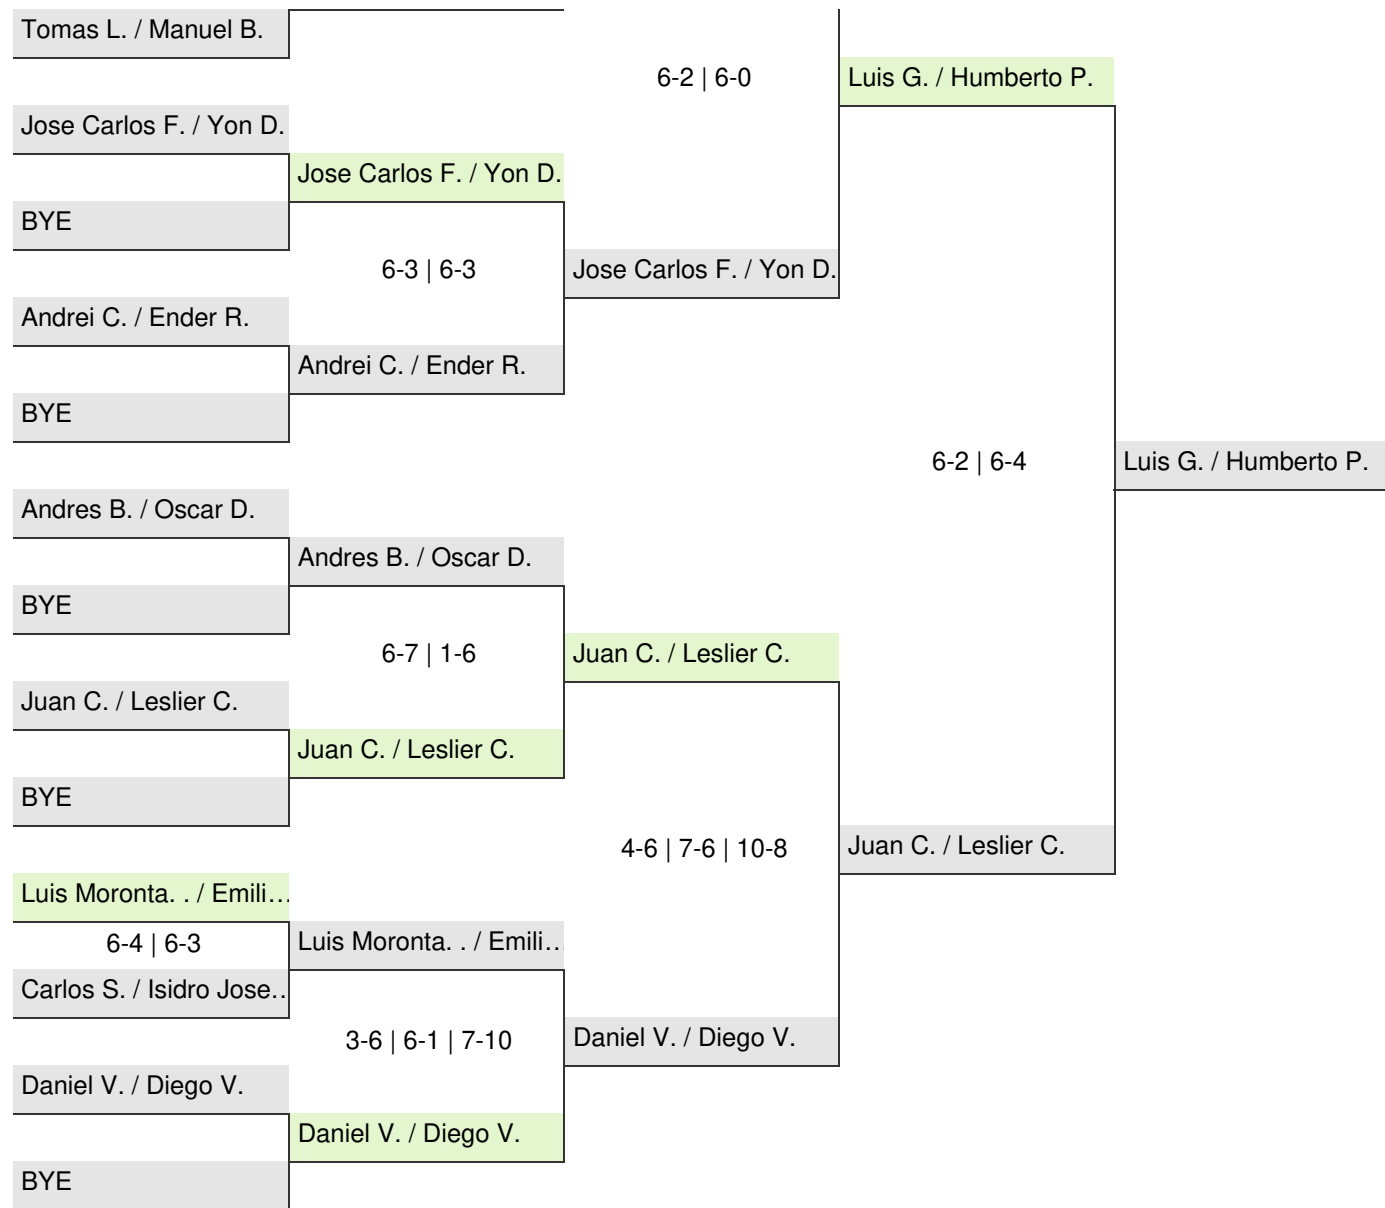 Tomas L. / Manuel B.
6-2 | 6-0
Luis G. / Humberto P.
Jose Carlos F. / Yon D.
Jose Carlos F. / Yon D.
BYE
6-3 | 6-3
Jose Carlos F. / Yon D.
Andrei C. / Ender R.
Andrei C. / Ender R.
BYE
6-2 | 6-4
Luis G. / Humberto P.
Andres B. / Oscar D.
Andres B. / Oscar D.
BYE
6-7 | 1-6
Juan C. / Leslier C.
Juan C. / Leslier C.
Juan C. / Leslier C.
BYE
4-6 | 7-6 | 10-8
Juan C. / Leslier C.
Luis Moronta. . / Emili...
6-4 | 6-3
Luis Moronta. . / Emili...
Carlos S. / Isidro Jose...
3-6 | 6-1 | 7-10
Daniel V. / Diego V.
Daniel V. / Diego V.
Daniel V. / Diego V.
BYE